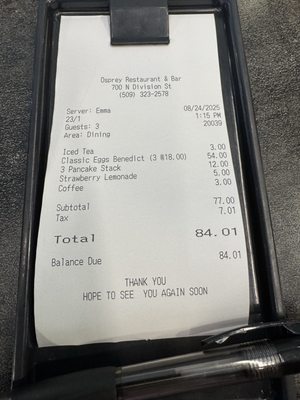 Osprey Restaurant & Bar
700 N Division St
(509) 323-2578
Server: Emma 08/24/2025
23/1 1:15 PM
Guests: 3 20039
Area: Dining
Iced Tea 3.00
Classic Eggs Benedict (3 @18.00) 54.00
3 Pancake Stack 12.00
Strawberry Lemonade 5.00
Coffee 3.00
Subtotal 77.00
Tax 7.01
Total 84.01
Balance Due 84.01
THANK YOU
HOPE TO SEE YOU AGAIN SOON